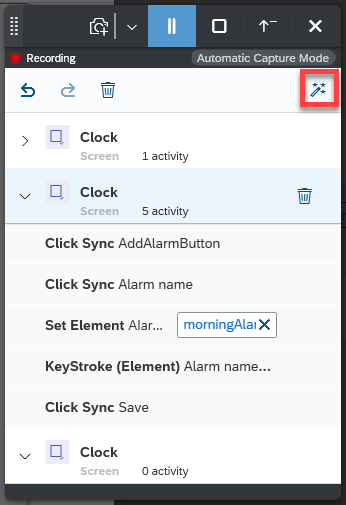 Recording Automatic Capture Mode
Clock
Screen 1 activity
Clock
Screen 5 activity
Click Sync AddAlarmButton
Click Sync Alarm name
Set Element Alar... morningAlar
KeyStroke (Element) Alarm name...
Click Sync Save
Clock
Screen 0 activity